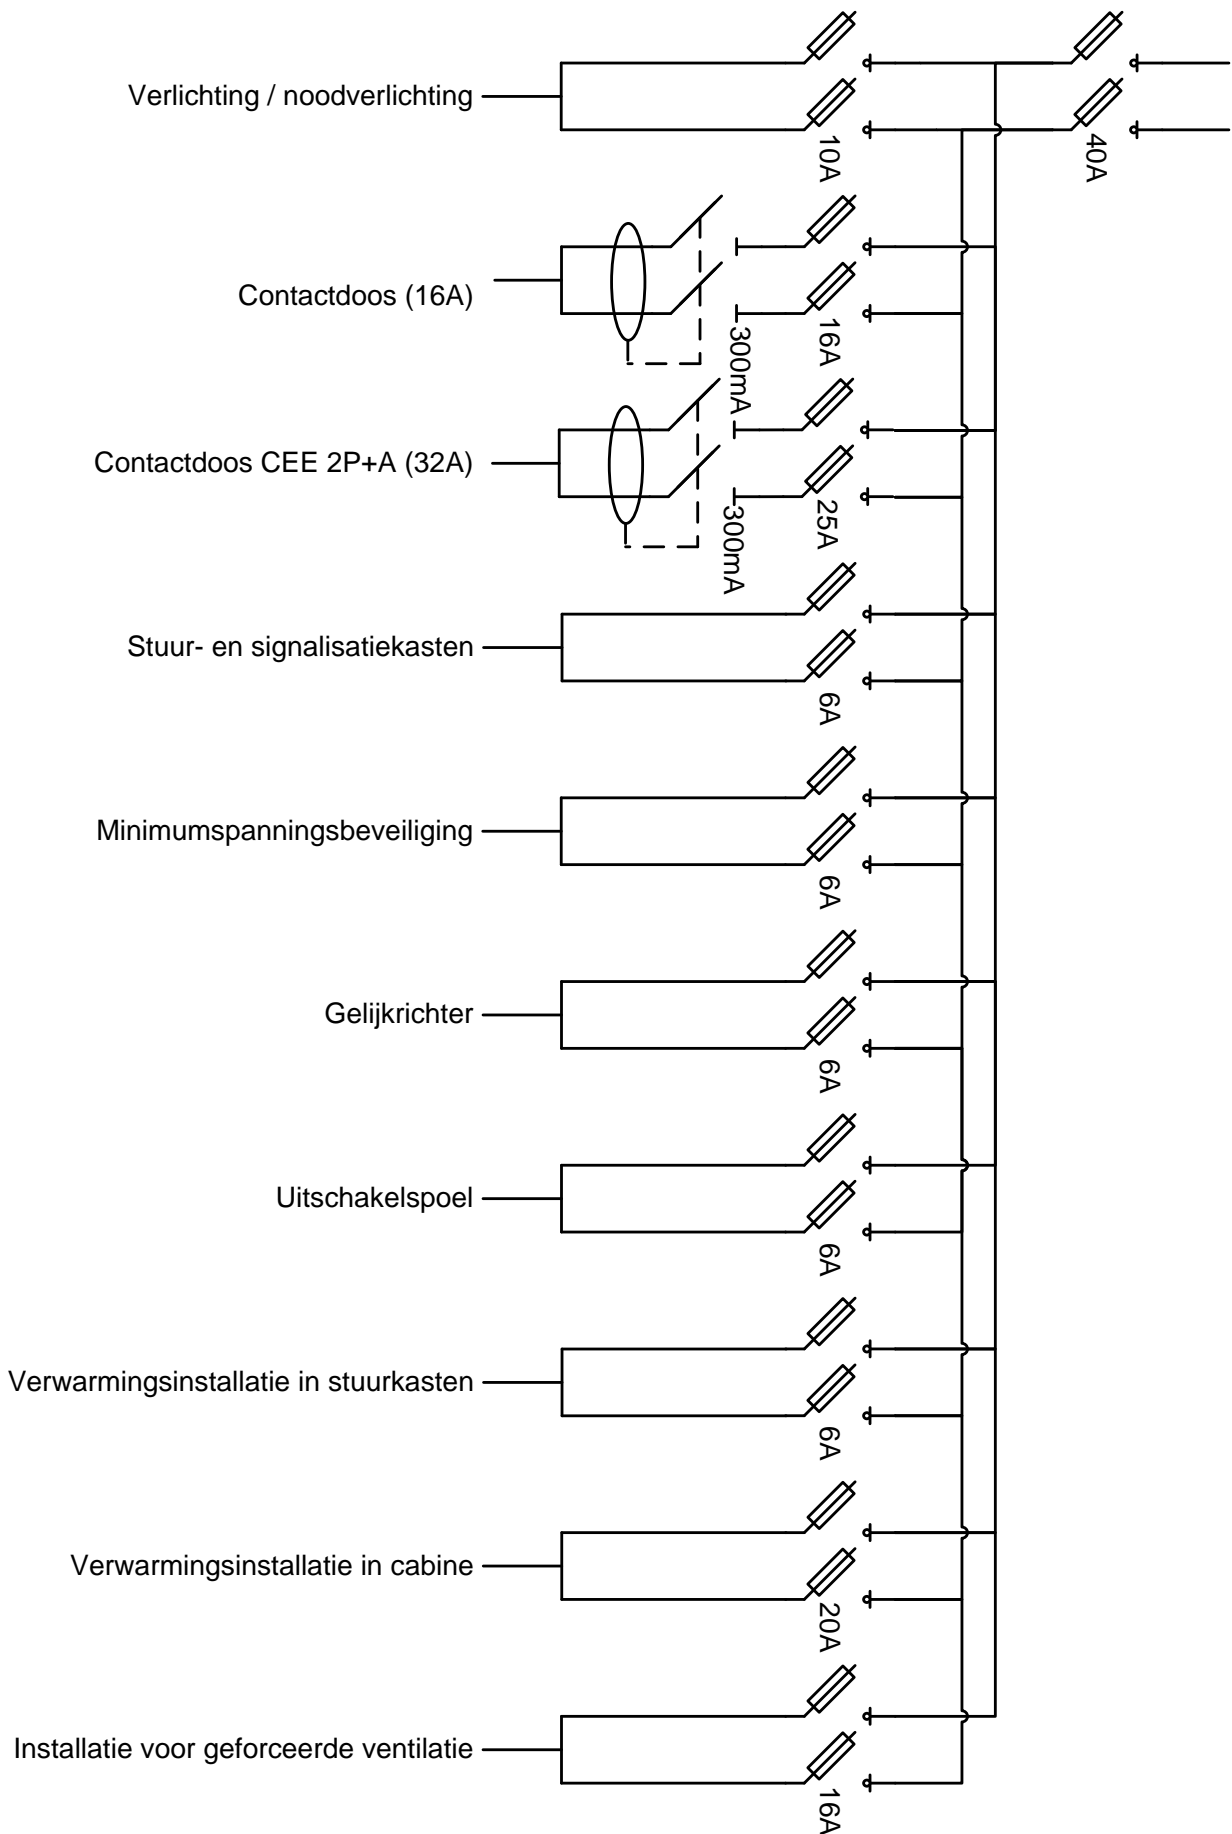 Verlichting / noodverlichting
10A
40A
Contactdoos (16A)
300mA
16A
Contactdoos CEE 2P+A (32A)
300mA
25A
Stuur- en signalisatiekasten
6A
Minimumspanningsbeveiliging
6A
Gelijkrichter
6A
Uitschakelspoel
6A
Verwarmingsinstallatie in stuurkasten
6A
Verwarmingsinstallatie in cabine
20A
Installatie voor geforceerde ventilatie
16A